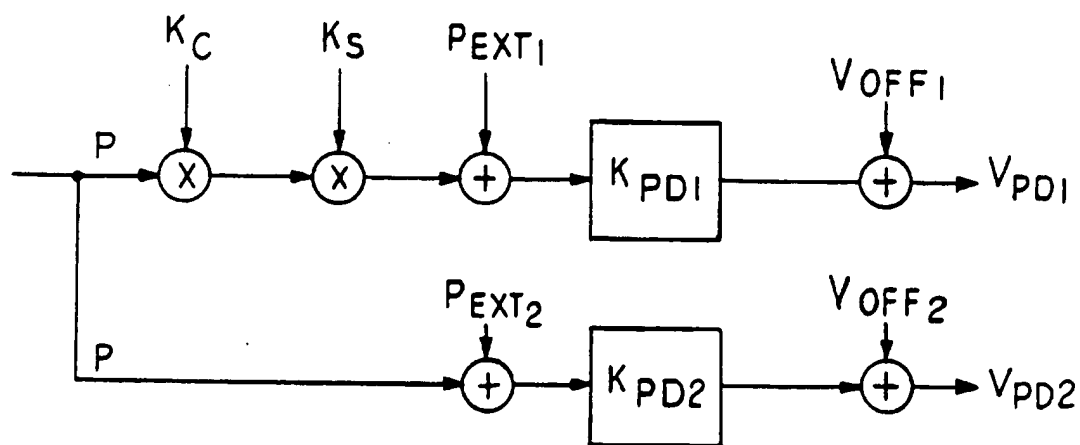 K_C K_S P_EXT1 V_OFF1
P X X + K_PD1 + V_PD1
P_EXT2 V_OFF2
P + K_PD2 + V_PD2